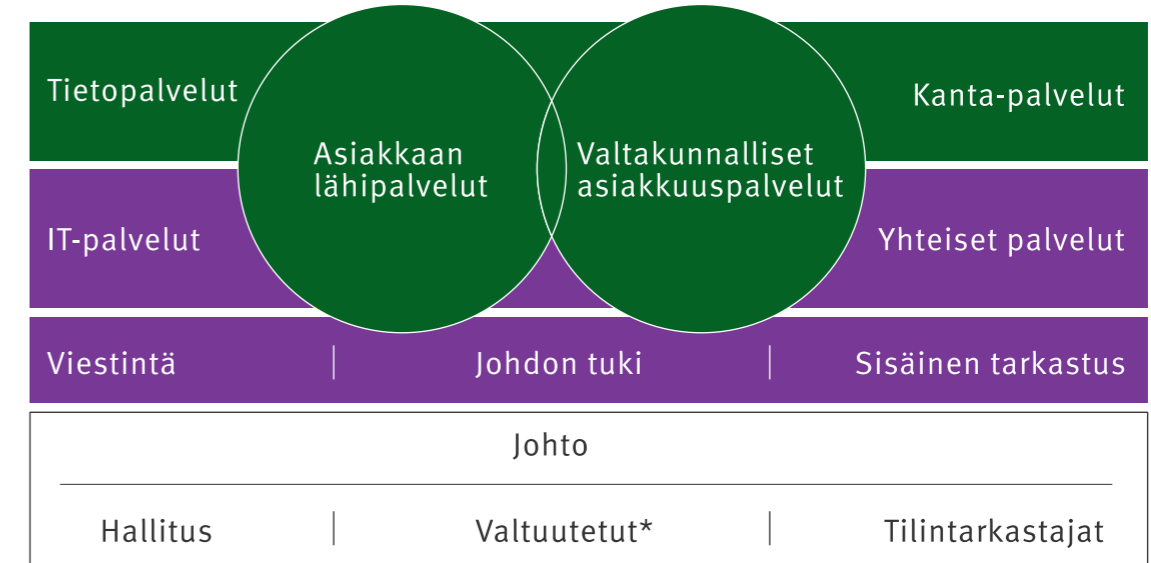 Tietopalvelut
Kanta-palvelut
Asiakkaan
lähipalvelut
Valtakunnalliset
asiakkuuspalvelut
IT-palvelut
Yhteiset palvelut
Viestintä | Johdon tuki | Sisäinen tarkastus
Johto
Hallitus | Valtuutetut* | Tilintarkastajat